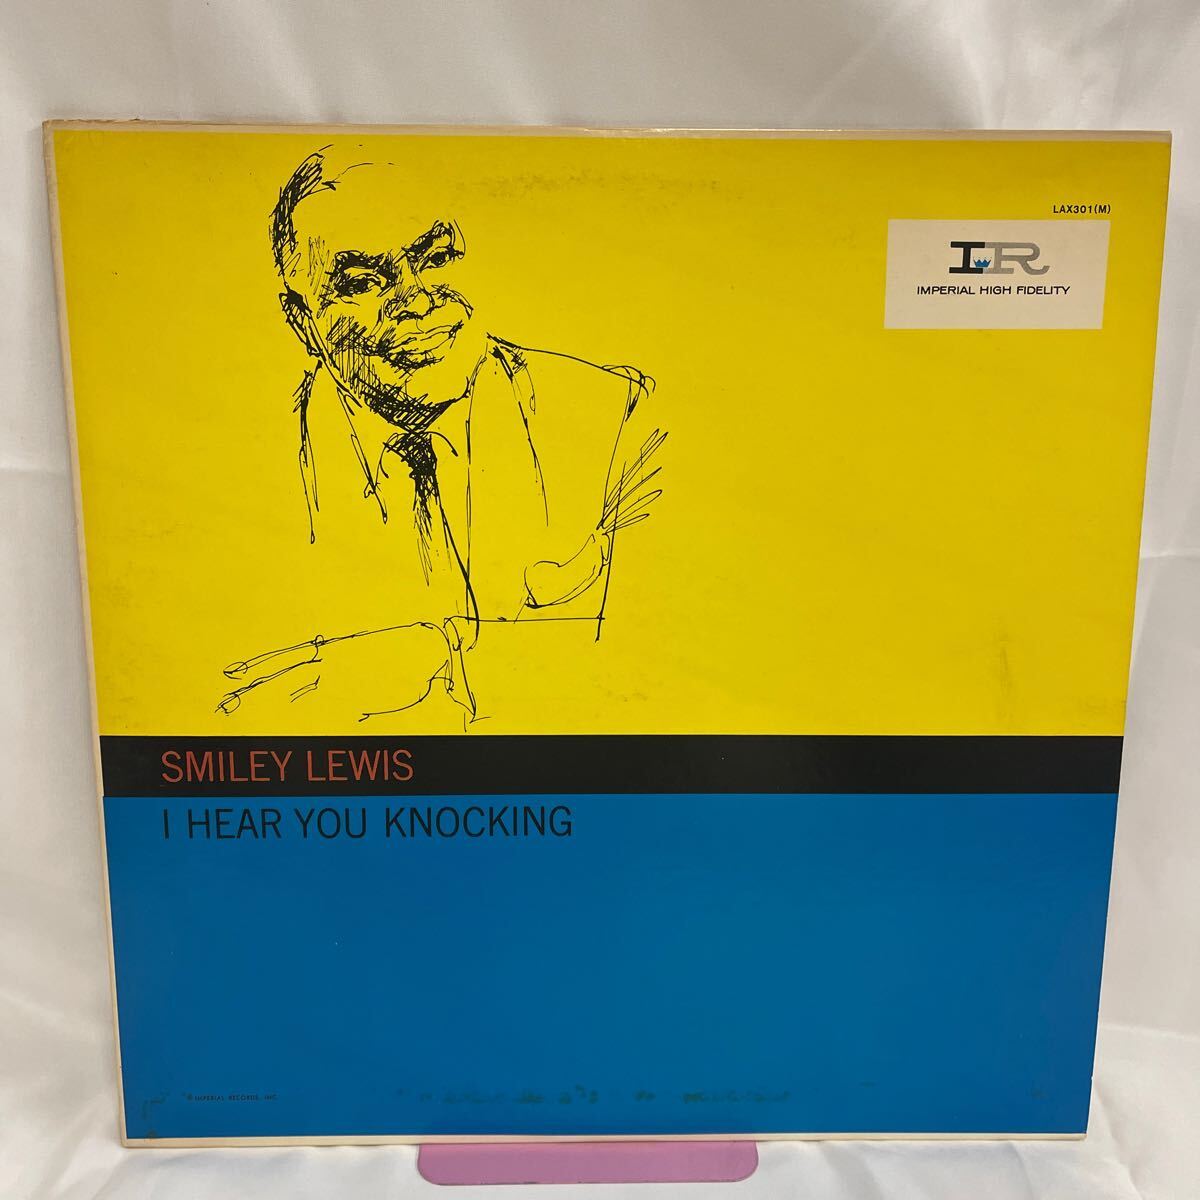 LAX301(M)
IR
IMPERIAL HIGH FIDELITY
SMILEY LEWIS
I HEAR YOU KNOCKING
© IMPERIAL RECORDS, INC.